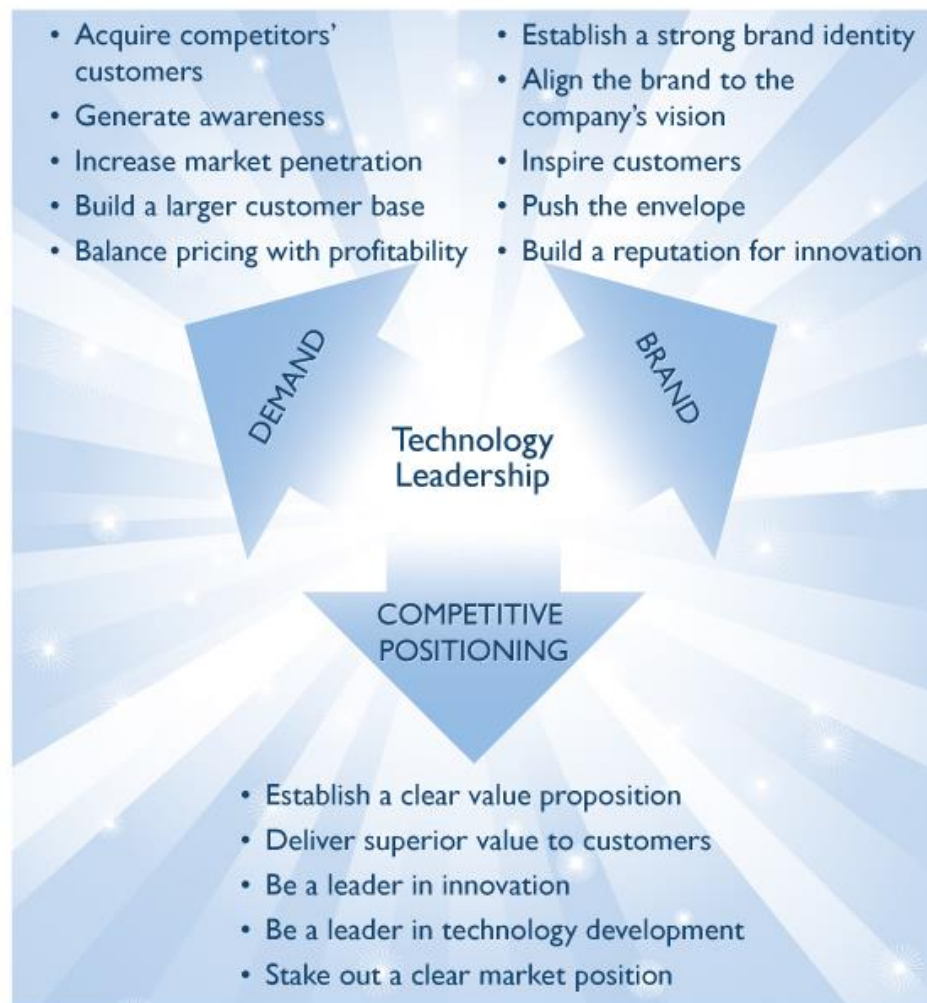 • Acquire competitors’
customers
• Generate awareness
• Increase market penetration
• Build a larger customer base
• Balance pricing with profitability
• Establish a strong brand identity
• Align the brand to the
company’s vision
• Inspire customers
• Push the envelope
• Build a reputation for innovation
DEMAND
BRAND
Technology
Leadership
COMPETITIVE
POSITIONING
• Establish a clear value proposition
• Deliver superior value to customers
• Be a leader in innovation
• Be a leader in technology development
• Stake out a clear market position